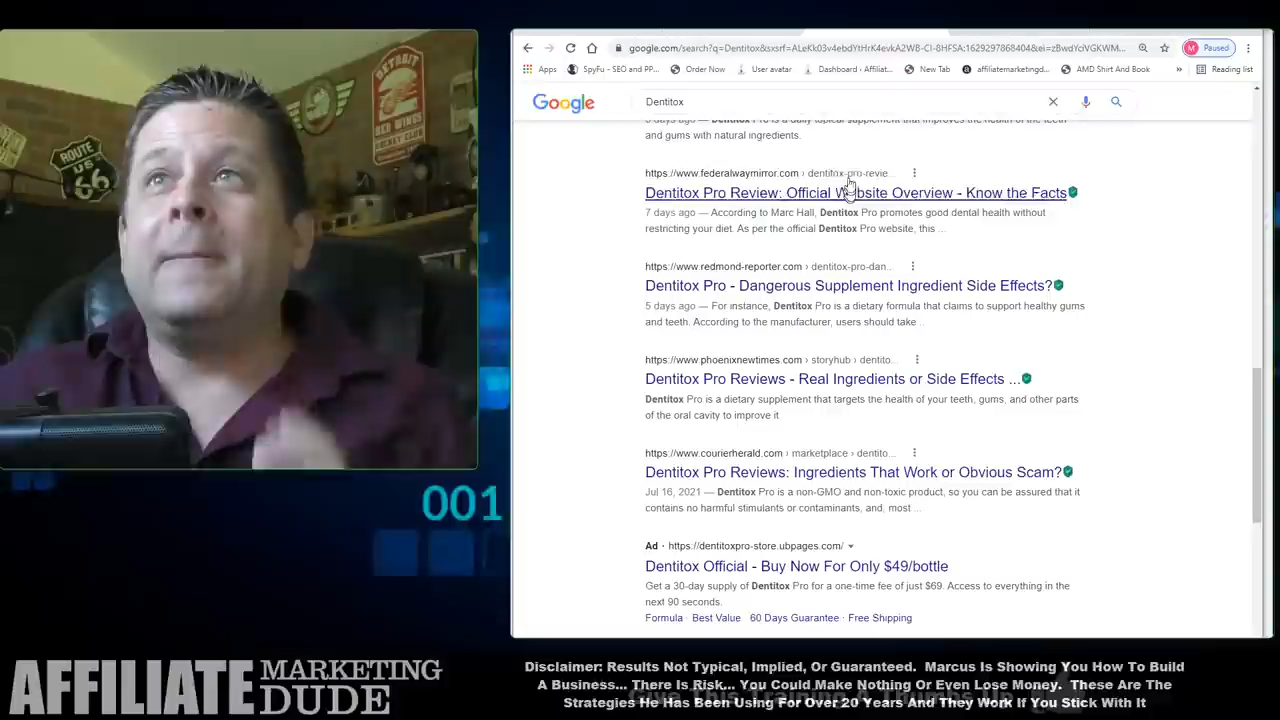 google.com/search?q=Dentitox&sxsrf=
Paused
Apps
SpyFu - SEO and PP...
Order Now
User avatar
Dashboard - Affiliat...
New Tab
affiliatemarketingd...
AMD Shirt And Book
»
Reading list
Google
Dentitox
5 days ago — Dentitox Pro is a daily topical supplement that improves the health of the teeth
and gums with natural ingredients.
https://www.federalwaymirror.com › dentitox-pro-revie...
Dentitox Pro Review: Official Website Overview - Know the Facts
7 days ago — According to Marc Hall, Dentitox Pro promotes good dental health without
restricting your diet. As per the official Dentitox Pro website, this ...
https://www.redmond-reporter.com › dentitox-pro-dan...
Dentitox Pro - Dangerous Supplement Ingredient Side Effects?
5 days ago — For instance, Dentitox Pro is a dietary formula that claims to support healthy gums
and teeth. According to the manufacturer, users should take ...
https://www.phoenixnewtimes.com › storyhub › dentito...
Dentitox Pro Reviews - Real Ingredients or Side Effects ...
Dentitox Pro is a dietary supplement that targets the health of your teeth, gums, and other parts
of the oral cavity to improve it
https://www.courierherald.com › marketplace › dentito...
Dentitox Pro Reviews: Ingredients That Work or Obvious Scam?
Jul 16, 2021 — Dentitox Pro is a non-GMO and non-toxic product, so you can be assured that it
contains no harmful stimulants or contaminants, and, most ...
Ad · https://dentitoxpro-store.ubpages.com/
Dentitox Official - Buy Now For Only $49/bottle
Get a 30-day supply of Dentitox Pro for a one-time fee of just $69. Access to everything in the
next 90 seconds.
Formula · Best Value · 60 Days Guarantee · Free Shipping
ROUTE
US
66
DETROIT
RED WINGS
HOCKEY CLUB
001
AFFILIATE MARKETING
DUDE
Disclaimer: Results Not Typical, Implied, Or Guaranteed. Marcus Is Showing You How To Build
A Business... There Is Risk... You Could Make Nothing Or Even Lose Money. These Are The
Strategies He Has Been Using For Over 20 Years And They Work If You Stick With It